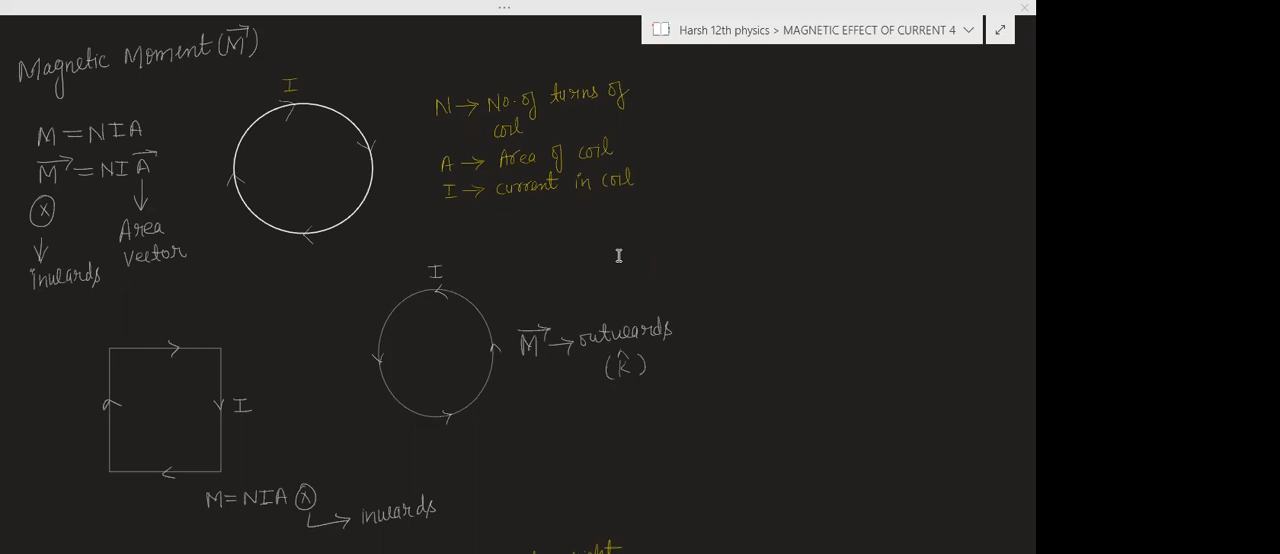 Harsh 12th physics > MAGNETIC EFFECT OF CURRENT 4
Magnetic Moment (M⃗)
I
M = NIA
M⃗ = NI A⃗
ⓧ
Area
vector
inwards
N → No. of turns of
coil
A → Area of coil
I → current in coil
I
M⃗ → outwards
(k̂)
I
M = NIA ⓧ
inwards